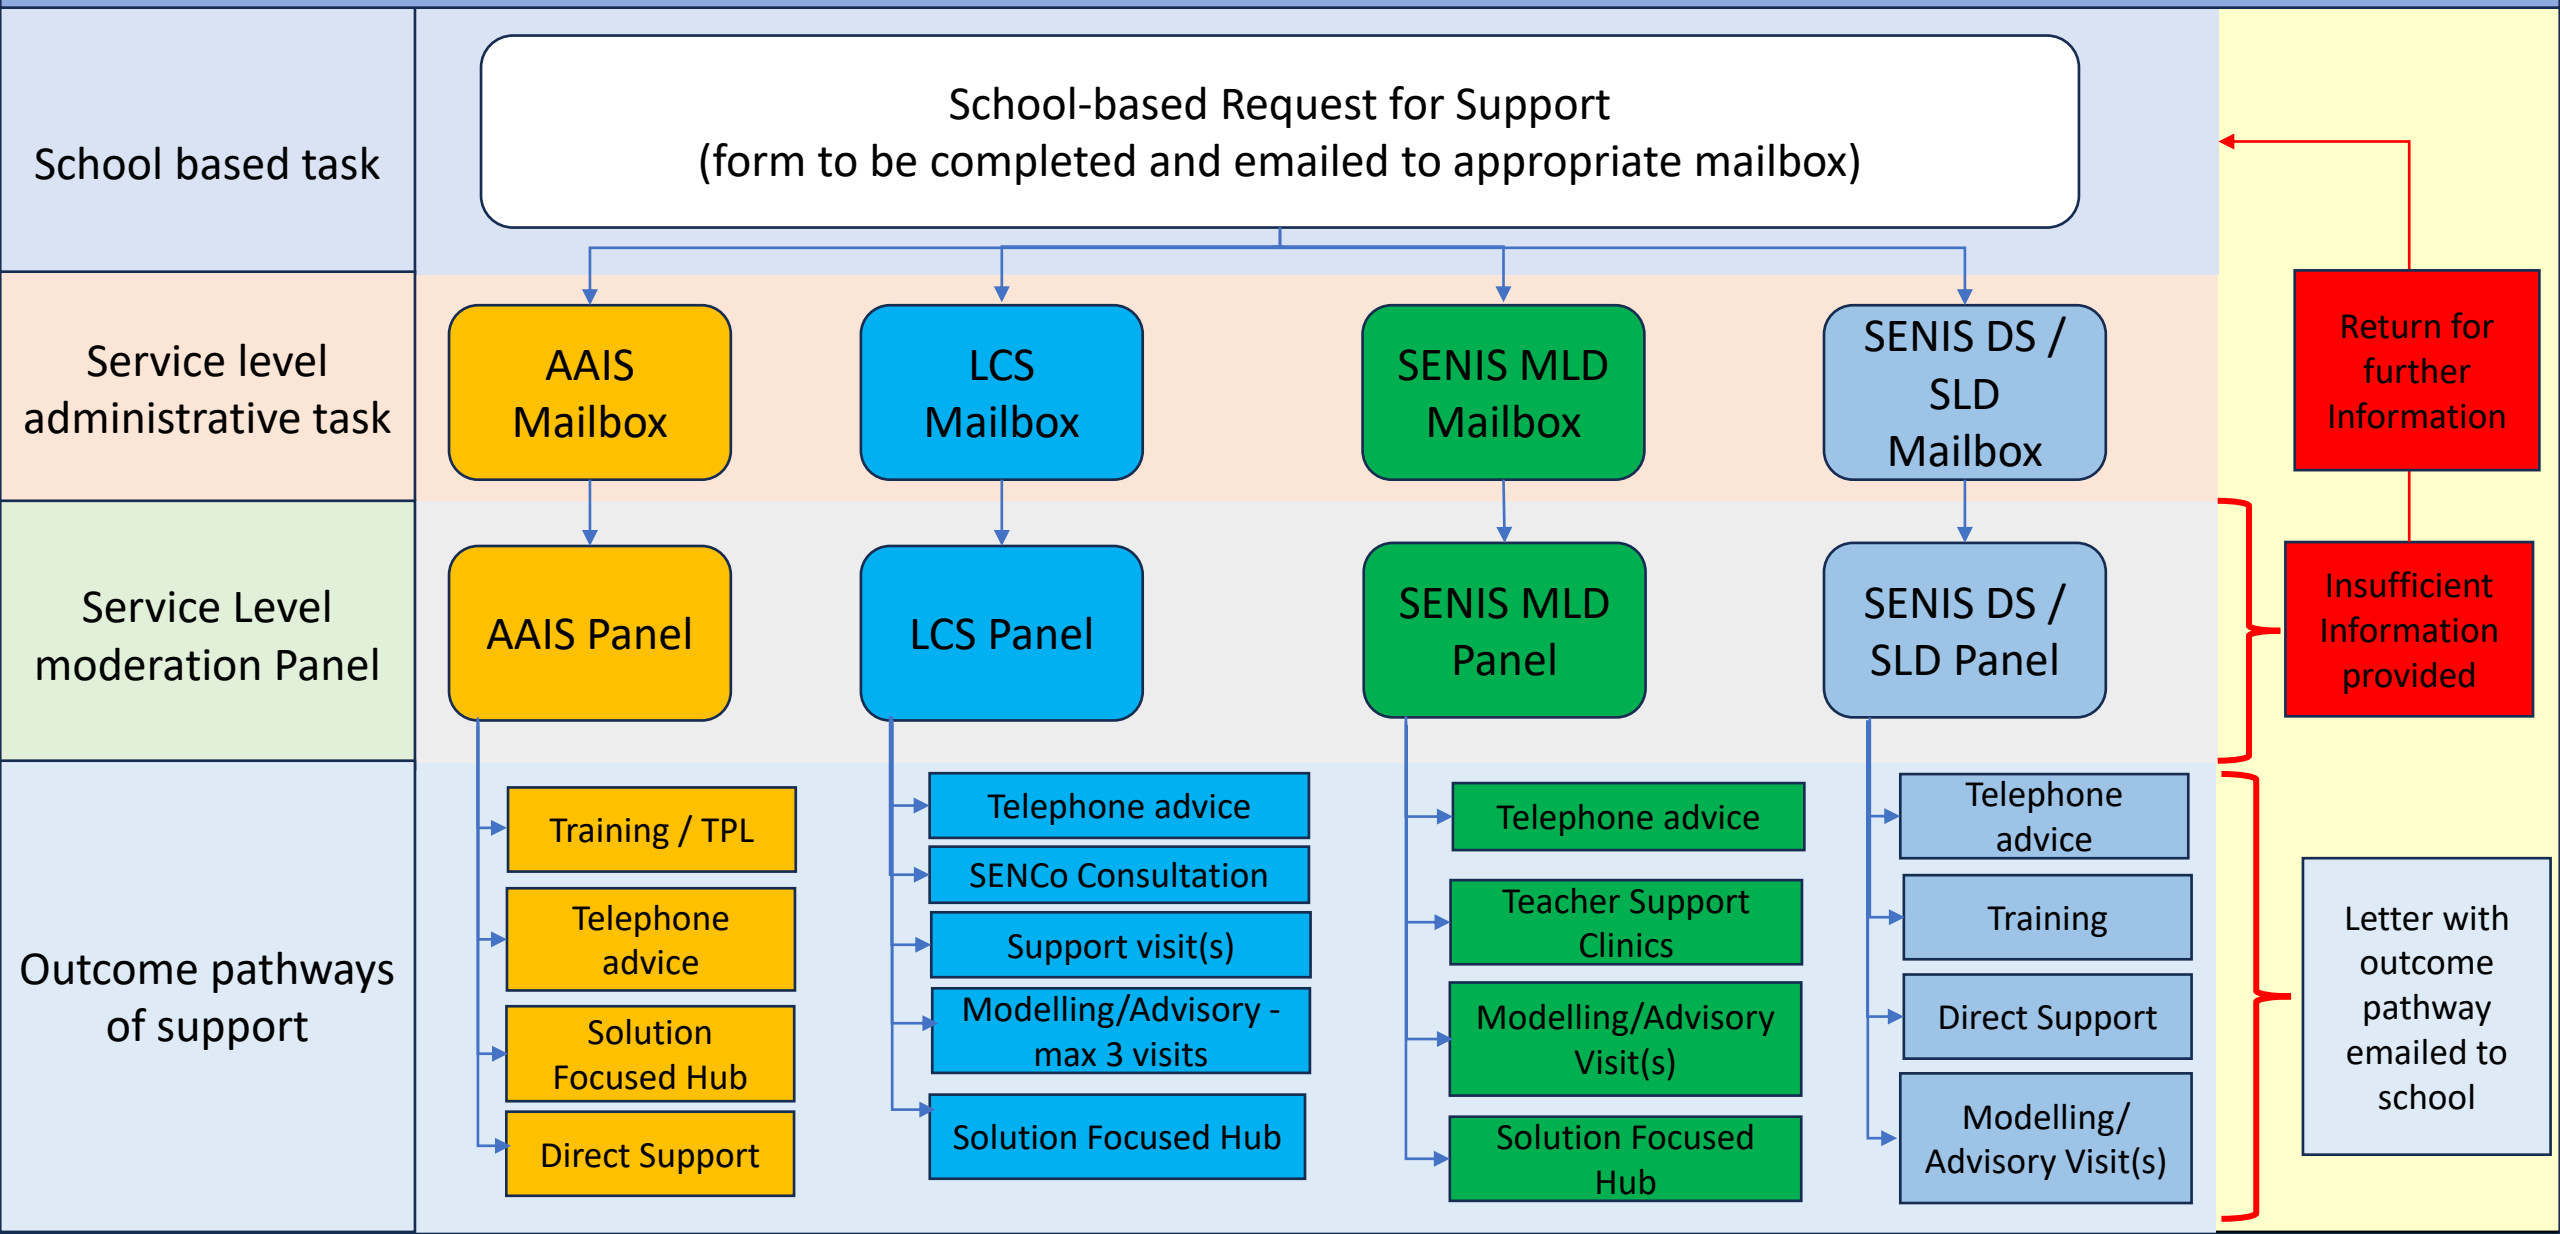 School based task
School-based Request for Support
(form to be completed and emailed to appropriate mailbox)
Service level
administrative task
AAIS
Mailbox
LCS
Mailbox
SENIS MLD
Mailbox
SENIS DS /
SLD
Mailbox
Return for
further
Information
Service Level
moderation Panel
AAIS Panel
LCS Panel
SENIS MLD
Panel
SENIS DS /
SLD Panel
Insufficient
Information
provided
Outcome pathways
of support
Training / TPL
Telephone
advice
Solution
Focused Hub
Direct Support
Telephone advice
SENCo Consultation
Support visit(s)
Modelling/Advisory -
max 3 visits
Solution Focused Hub
Telephone advice
Teacher Support
Clinics
Modelling/Advisory
Visit(s)
Solution Focused
Hub
Telephone
advice
Training
Direct Support
Modelling/
Advisory Visit(s)
Letter with
outcome
pathway
emailed to
school